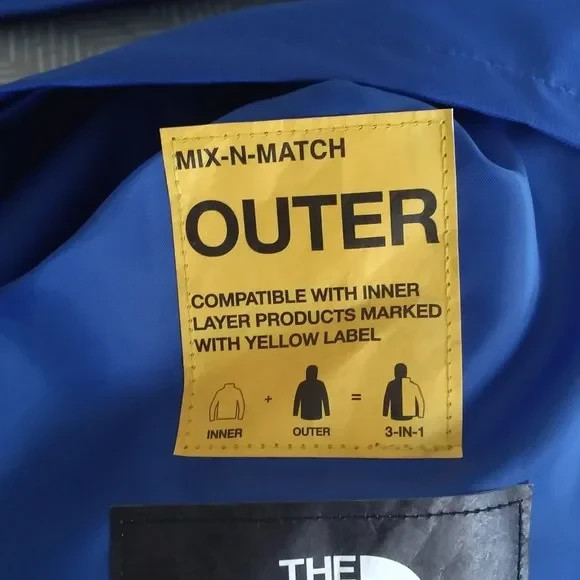 MIX-N-MATCH
OUTER
COMPATIBLE WITH INNER
LAYER PRODUCTS MARKED
WITH YELLOW LABEL
+ =
INNER OUTER 3-IN-1
THE